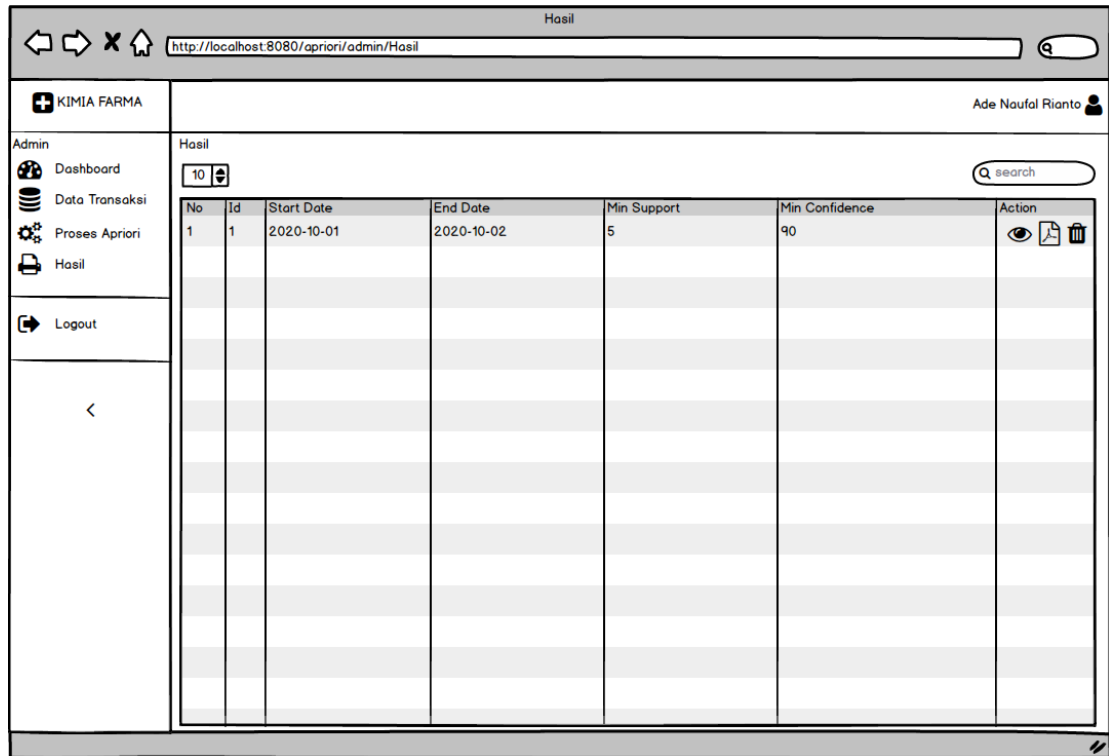 Hasil
http://localhost:8080/apriori/admin/Hasil
KIMIA FARMA
Ade Naufal Rianto
Admin
Dashboard
Data Transaksi
Proses Apriori
Hasil
Logout
Hasil
10
search
No Id Start Date End Date Min Support Min Confidence Action
1 1 2020-10-01 2020-10-02 5 90